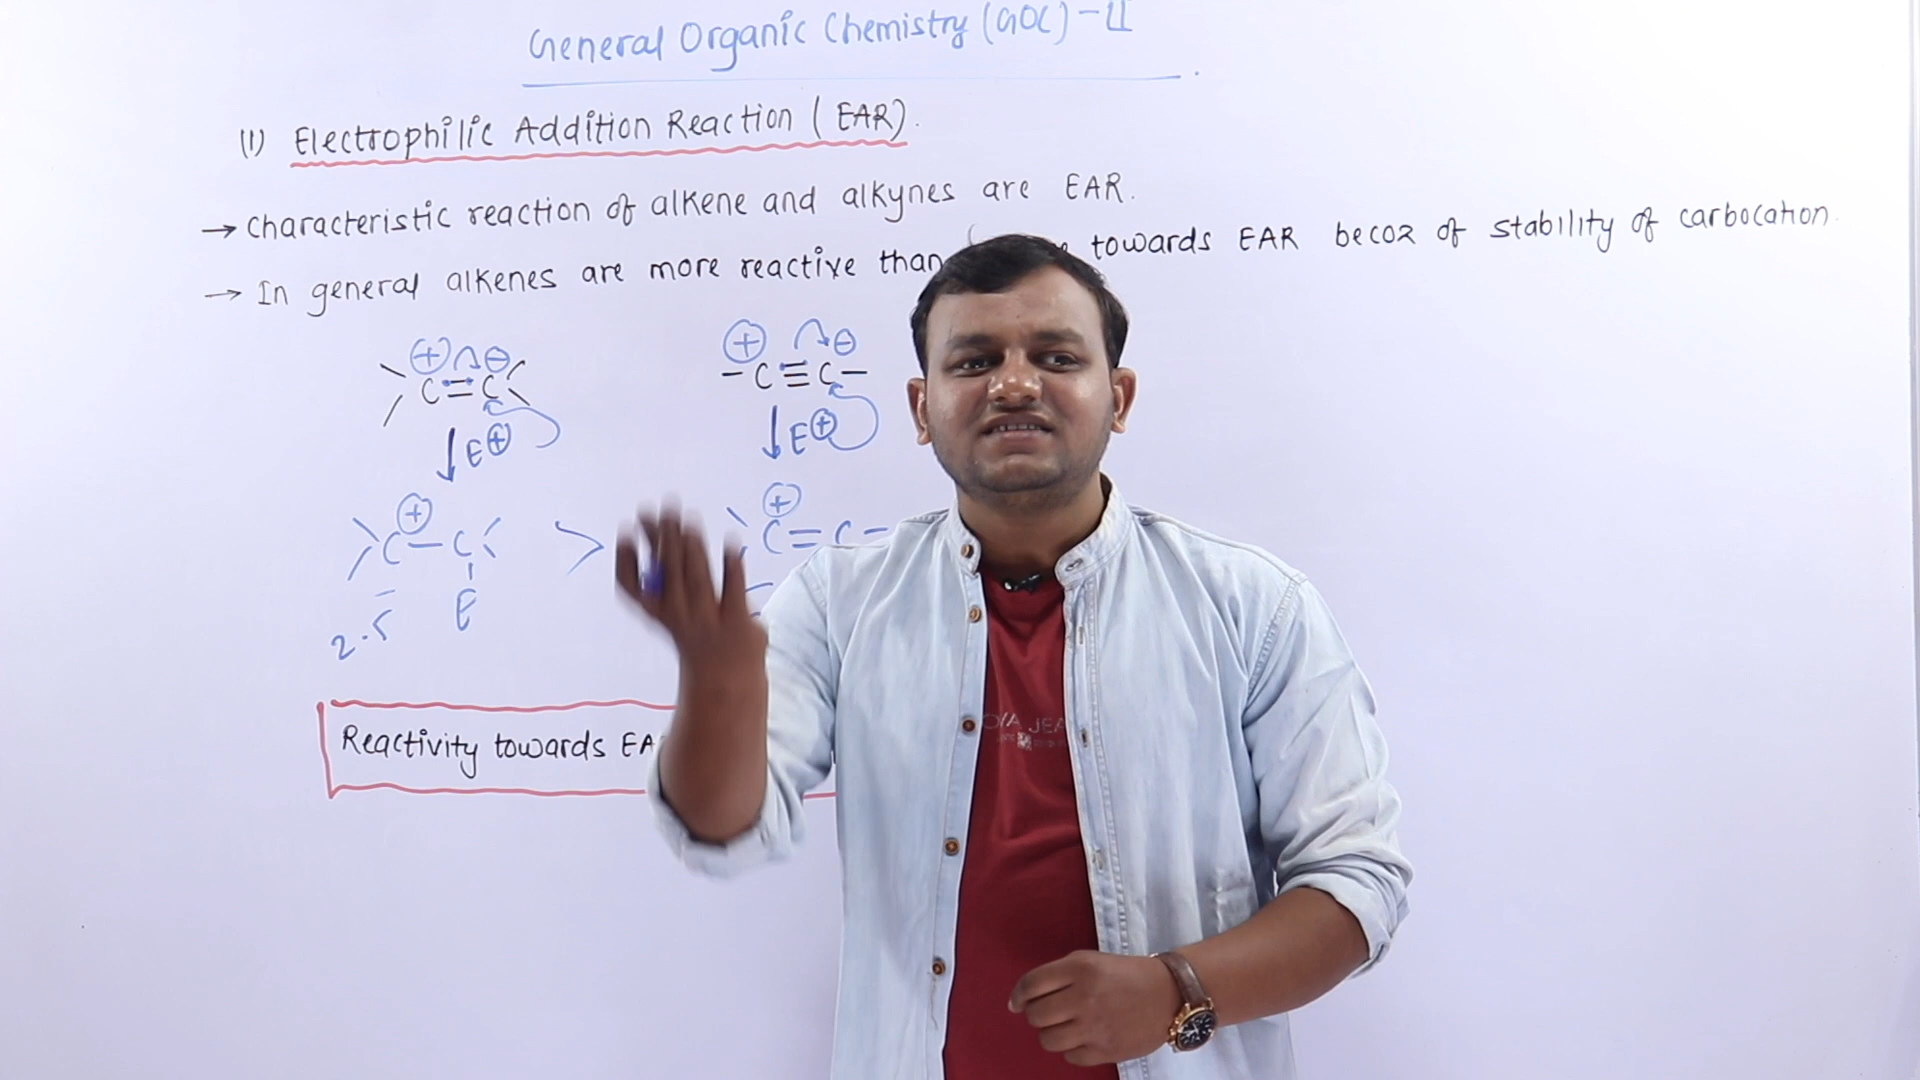 General Organic Chemistry (GOC) - II
(1) Electrophilic Addition Reaction (EAR).
→ Characteristic reaction of alkene and alkynes are EAR.
→ In general alkenes are more reactive than towards EAR becoz of stability of carbocation.
+ ⊖ + ⊖
C=C -C≡C-
↓ E+ ↓ E+
+ +
C-C > C=C-
E
2.5
Reactivity towards EA